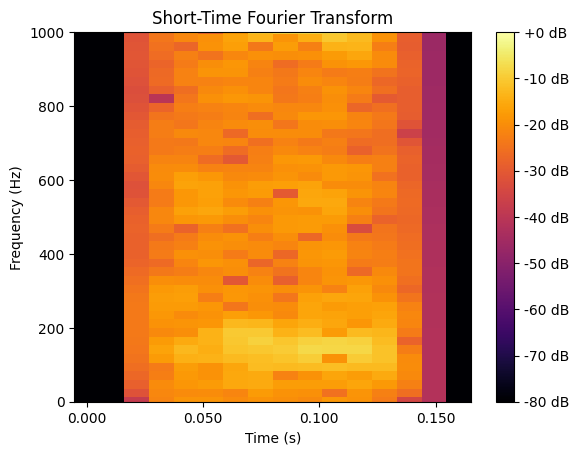 Short-Time Fourier Transform
Frequency (Hz)
1000
800
600
400
200
0
0.000
0.050
0.100
0.150
Time (s)
+0 dB
-10 dB
-20 dB
-30 dB
-40 dB
-50 dB
-60 dB
-70 dB
-80 dB